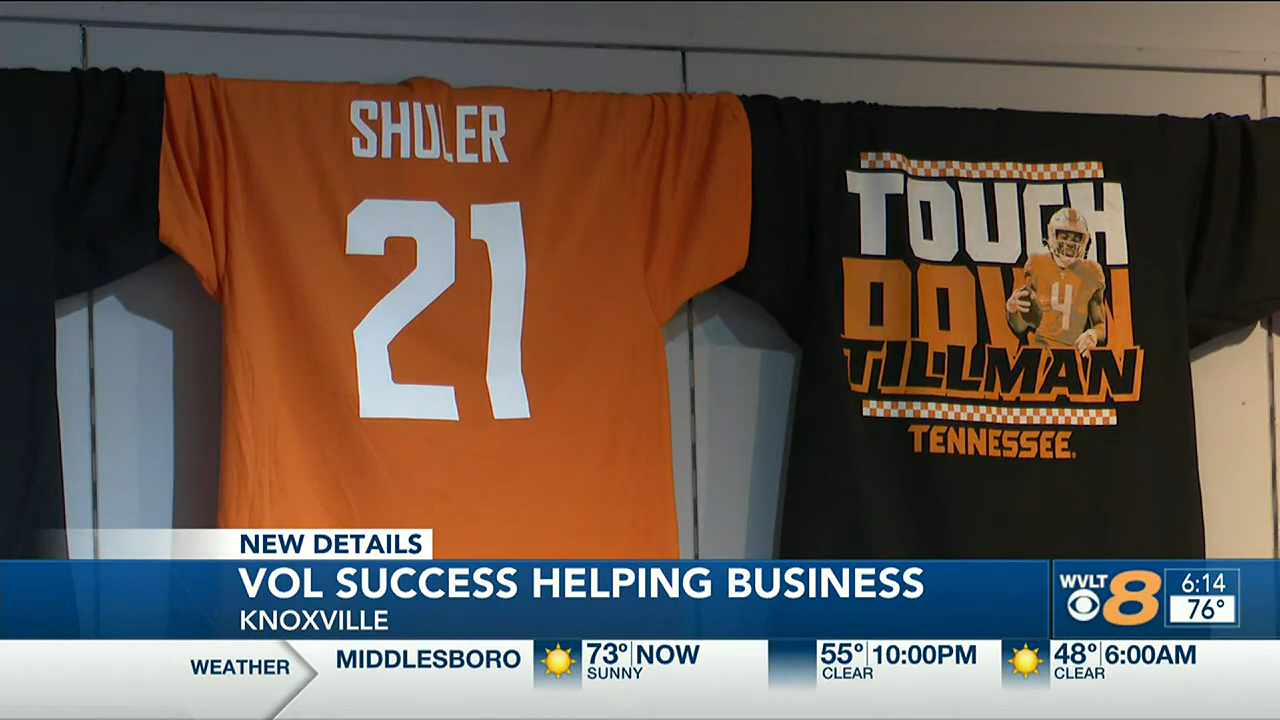 SHULER
21
TOUCH
DOWN
4
TILLMAN
TENNESSEE.
NEW DETAILS
VOL SUCCESS HELPING BUSINESS
KNOXVILLE
WVLT 8
6:14
76°
WEATHER
MIDDLESBORO
73° NOW
SUNNY
55° 10:00PM
CLEAR
48° 6:00AM
CLEAR